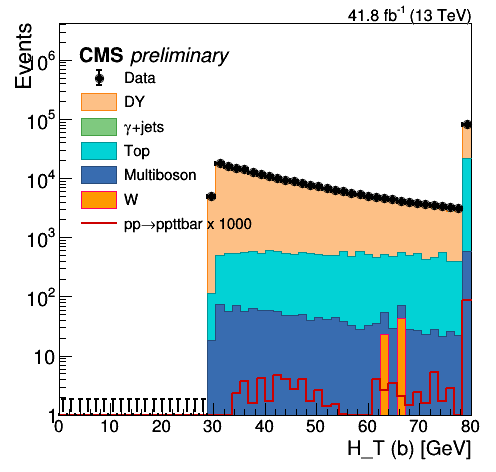 41.8 fb⁻¹ (13 TeV)
Events
CMS preliminary
Data
DY
γ+jets
Top
Multiboson
W
pp→ppttbar x 1000
10⁶
10⁵
10⁴
10³
10²
10
1
0 10 20 30 40 50 60 70 80
H_T (b) [GeV]